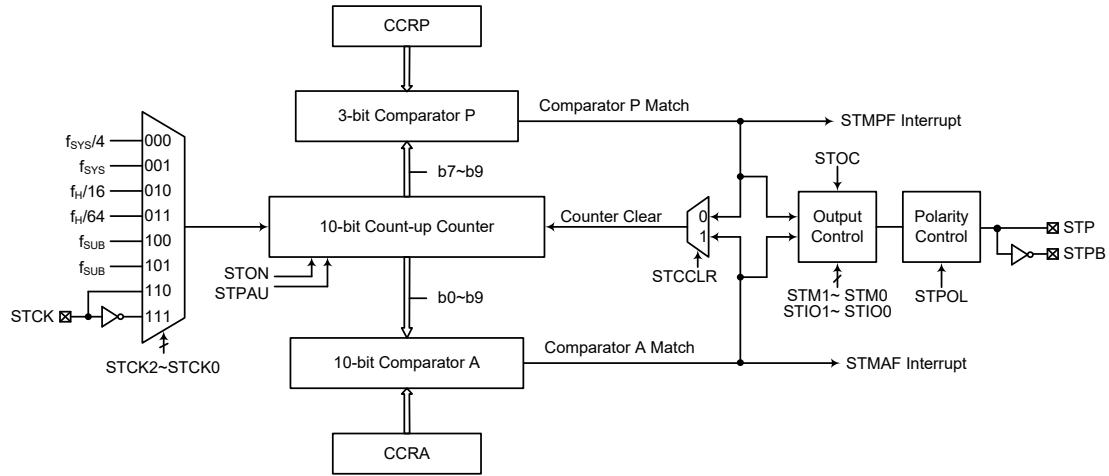 CCRP
3-bit Comparator P
Comparator P Match
STMPF Interrupt
b7~b9
fSYS/4
000
fSYS
001
fH/16
010
fH/64
011
fSUB
100
fSUB
101
110
111
STCK
STCK2~STCK0
10-bit Count-up Counter
Counter Clear
0
1
STCCLR
STON
STPAU
STOC
Output
Control
Polarity
Control
STP
STPB
STM1~ STM0
STIO1~ STIO0
STPOL
b0~b9
10-bit Comparator A
Comparator A Match
STMAF Interrupt
CCRA